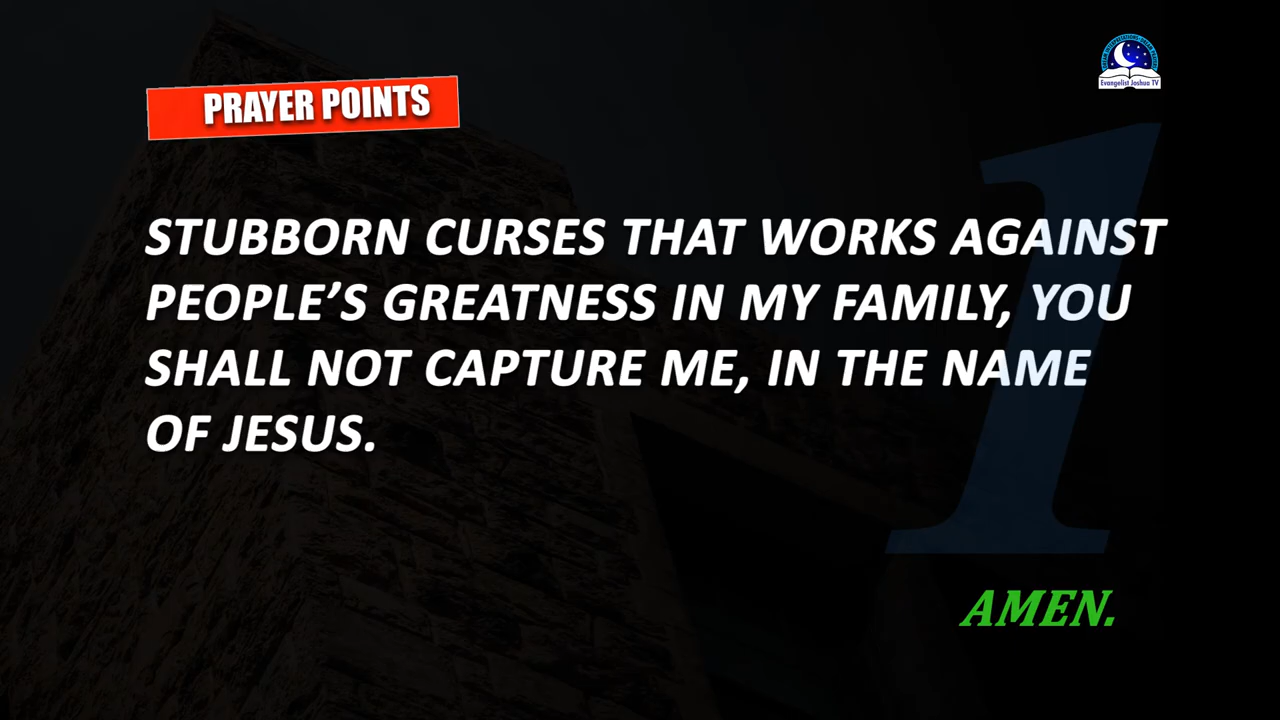 Evangelist Joshua TV
PRAYER POINTS
1
STUBBORN CURSES THAT WORKS AGAINST
PEOPLE'S GREATNESS IN MY FAMILY, YOU
SHALL NOT CAPTURE ME, IN THE NAME
OF JESUS.
AMEN.